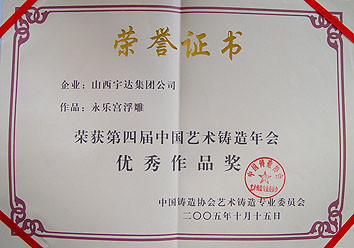 荣誉证书
企业：山西宇达集团公司
作品：永乐宫浮雕
荣获第四届中国艺术铸造年会
优秀作品奖
中国铸造协会艺术铸造专业委员会
二〇〇五年十月十五日